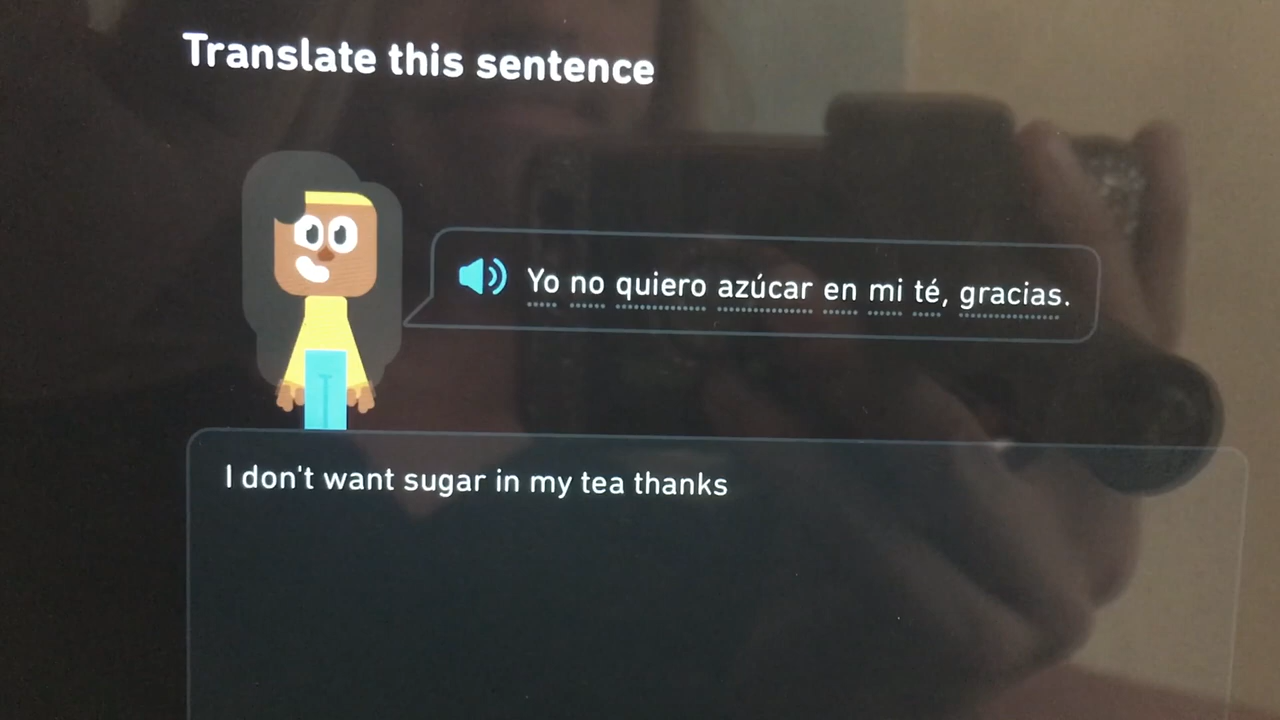 Translate this sentence
Yo no quiero azúcar en mi té, gracias.
I don't want sugar in my tea thanks